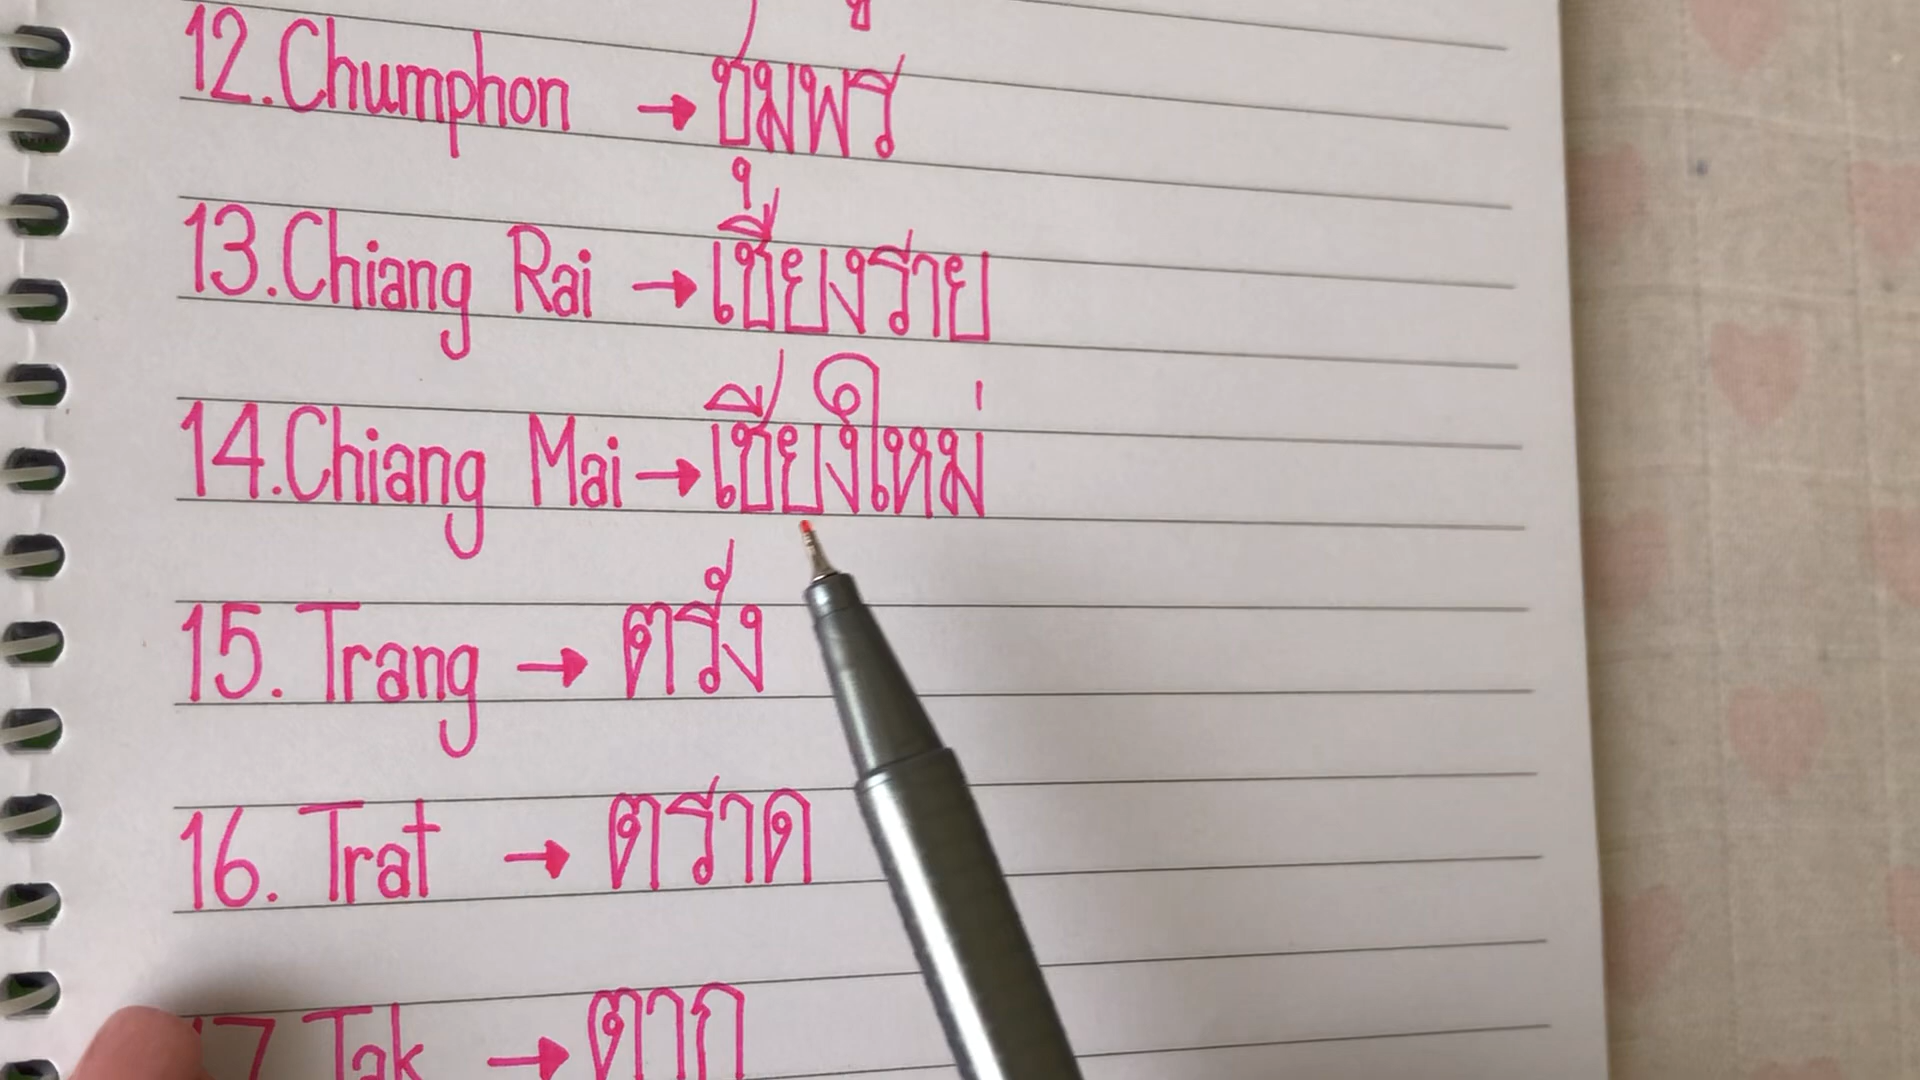 12. Chumphon → ชุมพร
13. Chiang Rai → เชียงราย
14. Chiang Mai → เชียงใหม่
15. Trang → ตรัง
16. Trat → ตราด
17 Tak → ตาก